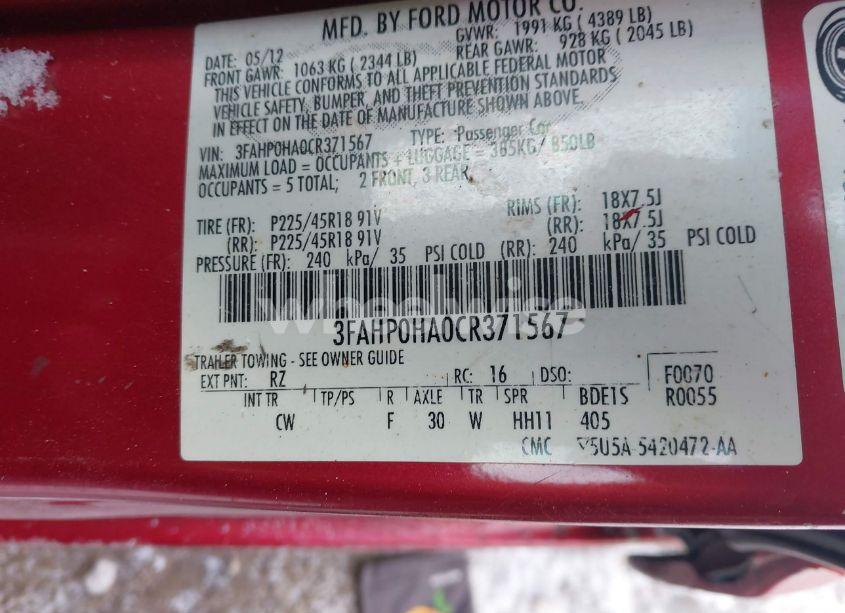 MFD. BY FORD MOTOR CO.
DATE: 05/12 GVWR: 1991 KG ( 4389 LB)
FRONT GAWR: 1063 KG ( 2344 LB) REAR GAWR: 928 KG ( 2045 LB)
THIS VEHICLE CONFORMS TO ALL APPLICABLE FEDERAL MOTOR
VEHICLE SAFETY, BUMPER, AND THEFT PREVENTION STANDARDS
IN EFFECT ON THE DATE OF MANUFACTURE SHOWN ABOVE.
VIN: 3FAHP0HA0CR371567 TYPE: Passenger Car
MAXIMUM LOAD = OCCUPANTS + LUGGAGE = 385KG/ 850LB
OCCUPANTS = 5 TOTAL; 2 FRONT, 3 REAR
RIMS (FR): 18X7.5J
TIRE (FR): P225/45R18 91V (RR): 18X7.5J
(RR): P225/45R18 91V
PRESSURE (FR): 240 kPa/ 35 PSI COLD (RR): 240 kPa/ 35 PSI COLD
wheelwise
3FAHP0HA0CR371567
TRAILER TOWING - SEE OWNER GUIDE
EXT PNT: RZ RC: 16 DSO: F0070
INT TR TP/PS R AXLE TR SPR BDE1S R0055
CW F 30 W HH11 405
CMC 5U5A-5420472-AA